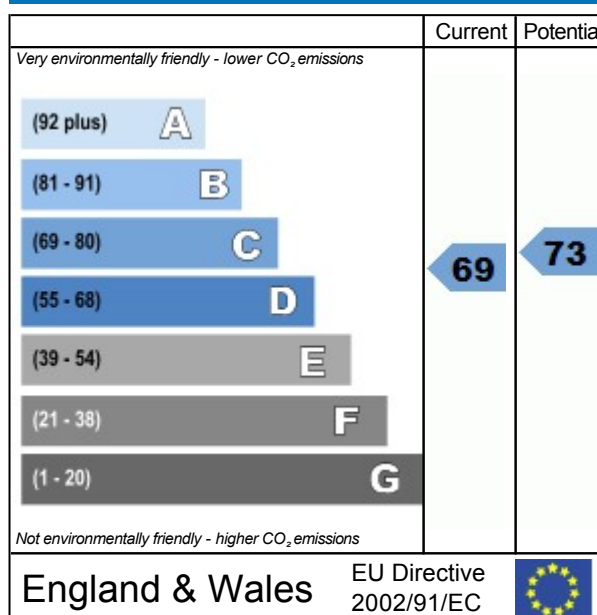 Current Potentia
Very environmentally friendly - lower CO₂ emissions
(92 plus) A
(81 - 91) B
(69 - 80) C
(55 - 68) D
(39 - 54) E
(21 - 38) F
(1 - 20) G
69 73
Not environmentally friendly - higher CO₂ emissions
England & Wales
EU Directive
2002/91/EC